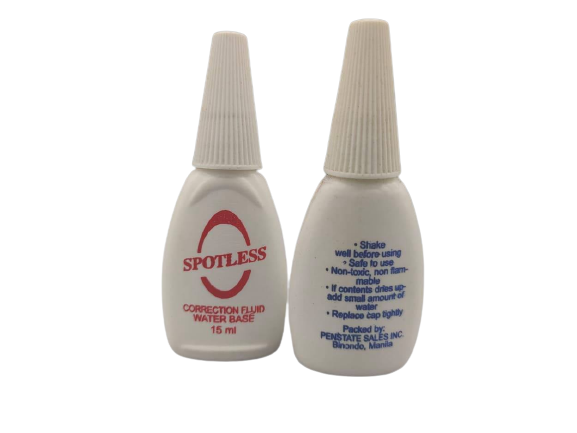 SPOTLESS
CORRECTION FLUID
WATER BASE
15 ml
• Shake
well before using
• Safe to use
• Non-toxic, non flam-
mable
• If contents dries up-
add small amount of
water
• Replace cap tightly
Packed by:
PENSTATE SALES INC.
Binondo, Manila